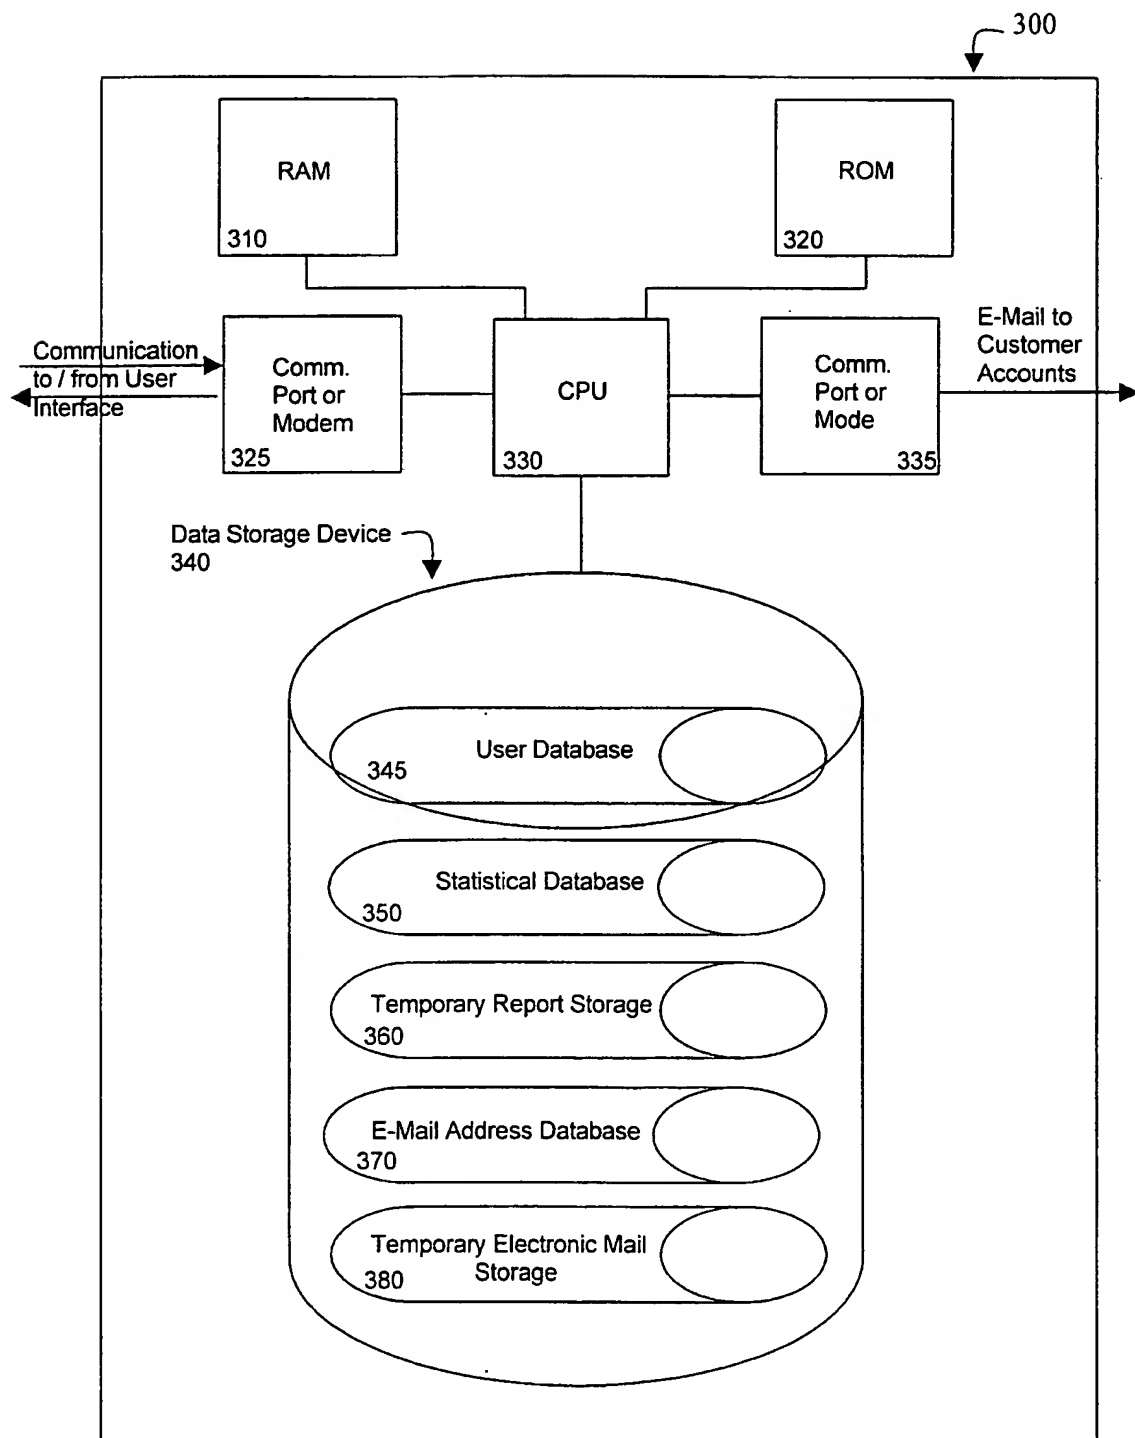 300
RAM
310
ROM
320
Communication
to / from User
Interface
Comm.
Port or
Modem
325
CPU
330
Comm.
Port or
Mode
335
E-Mail to
Customer
Accounts
Data Storage Device
340
User Database
345
Statistical Database
350
Temporary Report Storage
360
E-Mail Address Database
370
Temporary Electronic Mail
Storage
380